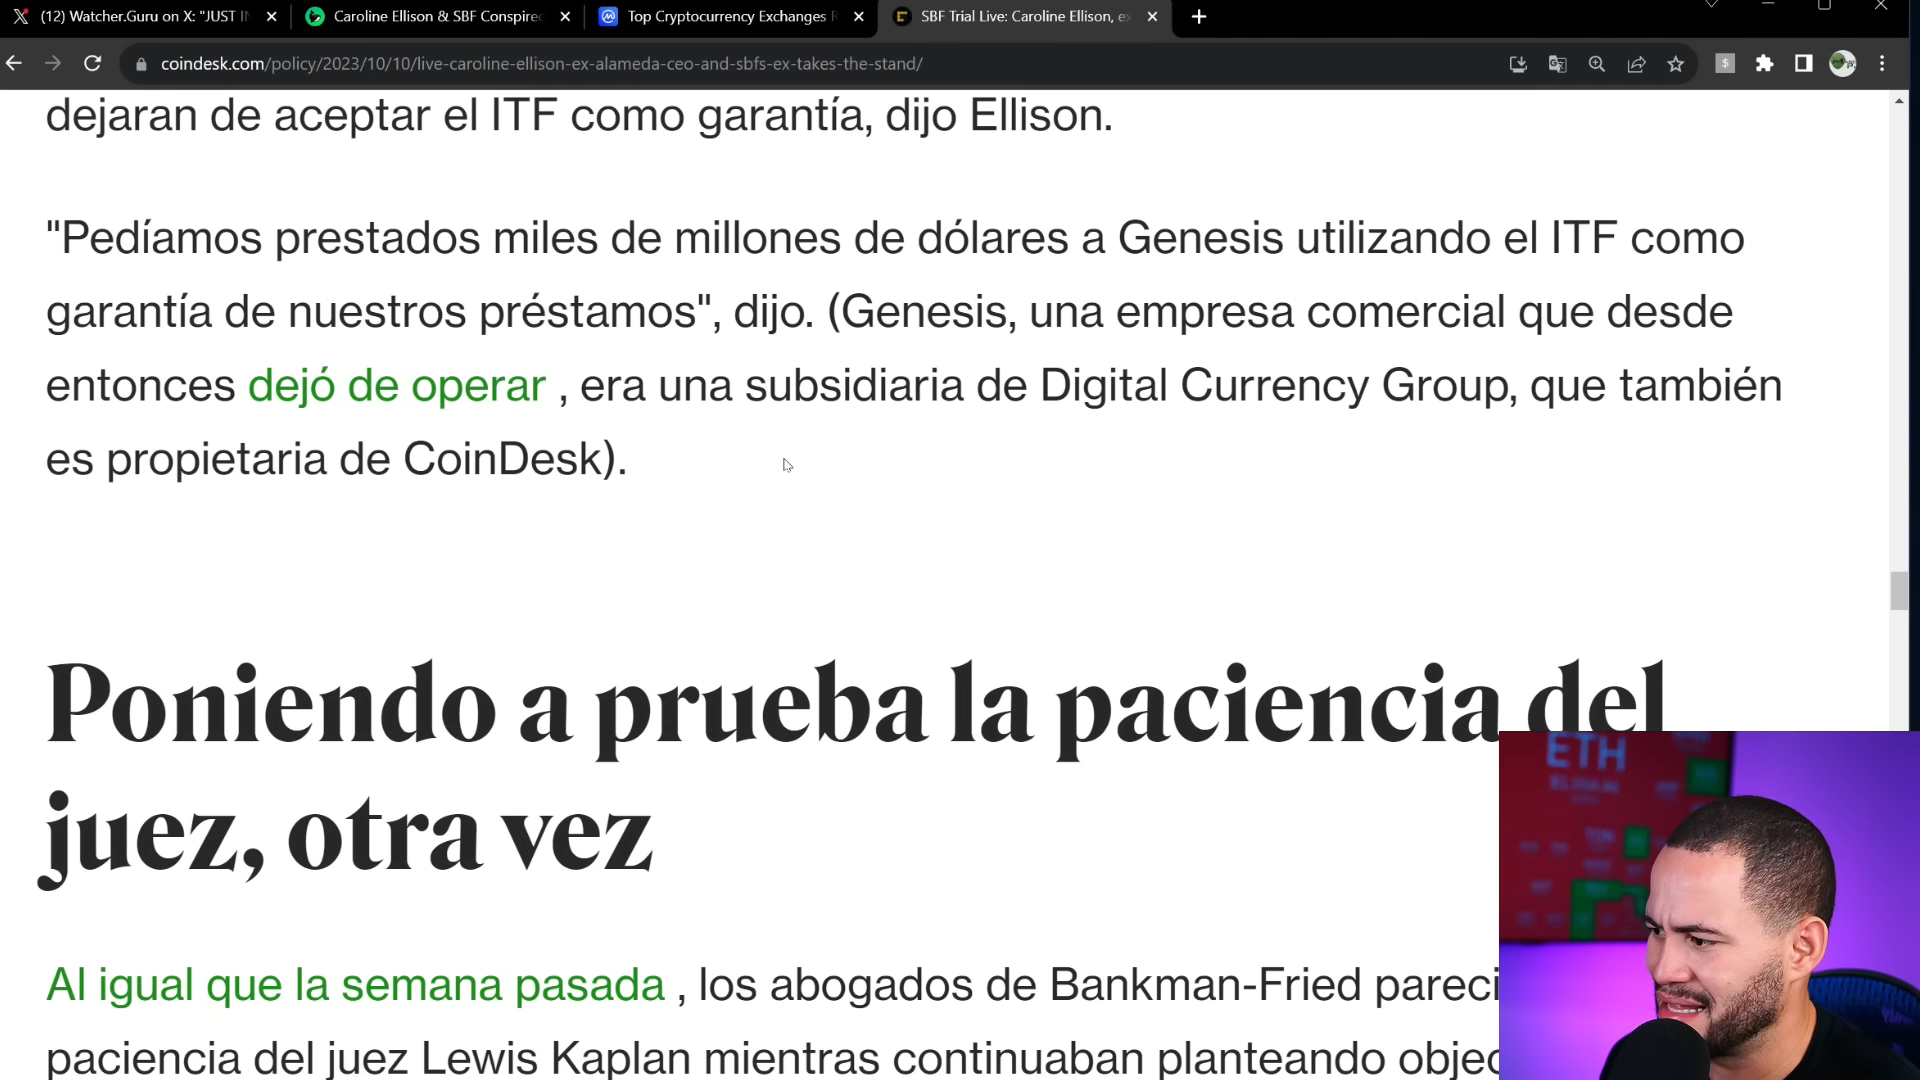 (12) Watcher.Guru on X: "JUST IN
Caroline Ellison & SBF Conspired
Top Cryptocurrency Exchanges R
SBF Trial Live: Caroline Ellison, ex
coindesk.com/policy/2023/10/10/live-caroline-ellison-ex-alameda-ceo-and-sbfs-ex-takes-the-stand/
dejaran de aceptar el ITF como garantía, dijo Ellison.
"Pedíamos prestados miles de millones de dólares a Genesis utilizando el ITF como
garantía de nuestros préstamos", dijo. (Genesis, una empresa comercial que desde
entonces dejó de operar , era una subsidiaria de Digital Currency Group, que también
es propietaria de CoinDesk).
Poniendo a prueba la paciencia del
juez, otra vez
Al igual que la semana pasada , los abogados de Bankman-Fried pareci
paciencia del juez Lewis Kaplan mientras continuaban planteando objec
ETH